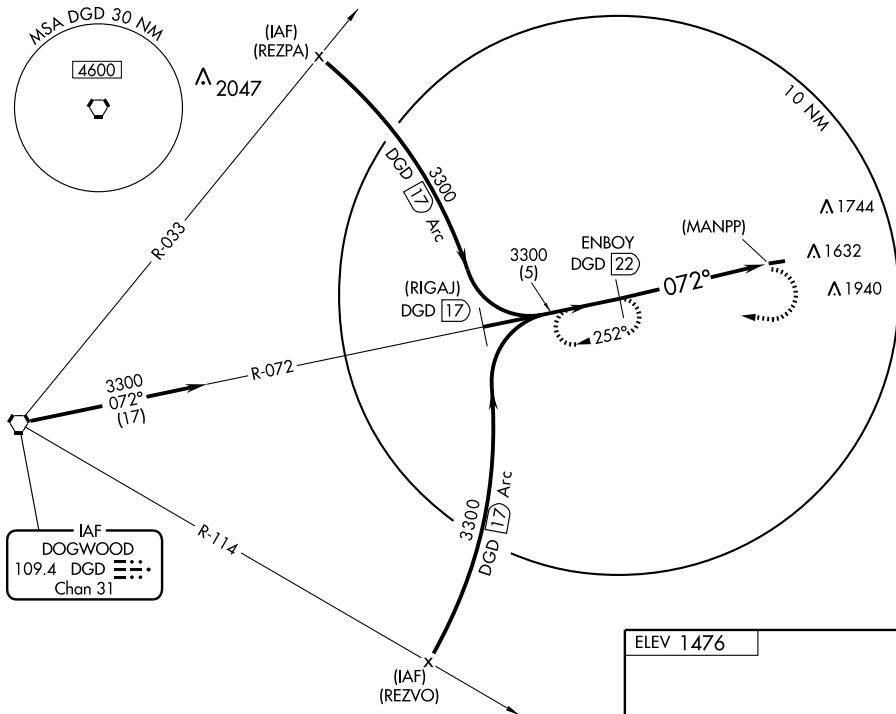 MSA DGD 30 NM
4600
2047
(IAF)
(REZPA)
10 NM
3300
DGD 17 Arc
R-033
1744
(MANPP)
1632
ENBOY
DGD 22
3300
(5)
072°
1940
(RIGAJ)
DGD 17
252°
R-072
3300
072°
(17)
3300
DGD 17 Arc
R-114
IAF
DOGWOOD
109.4 DGD
Chan 31
(IAF)
(REZVO)
ELEV 1476